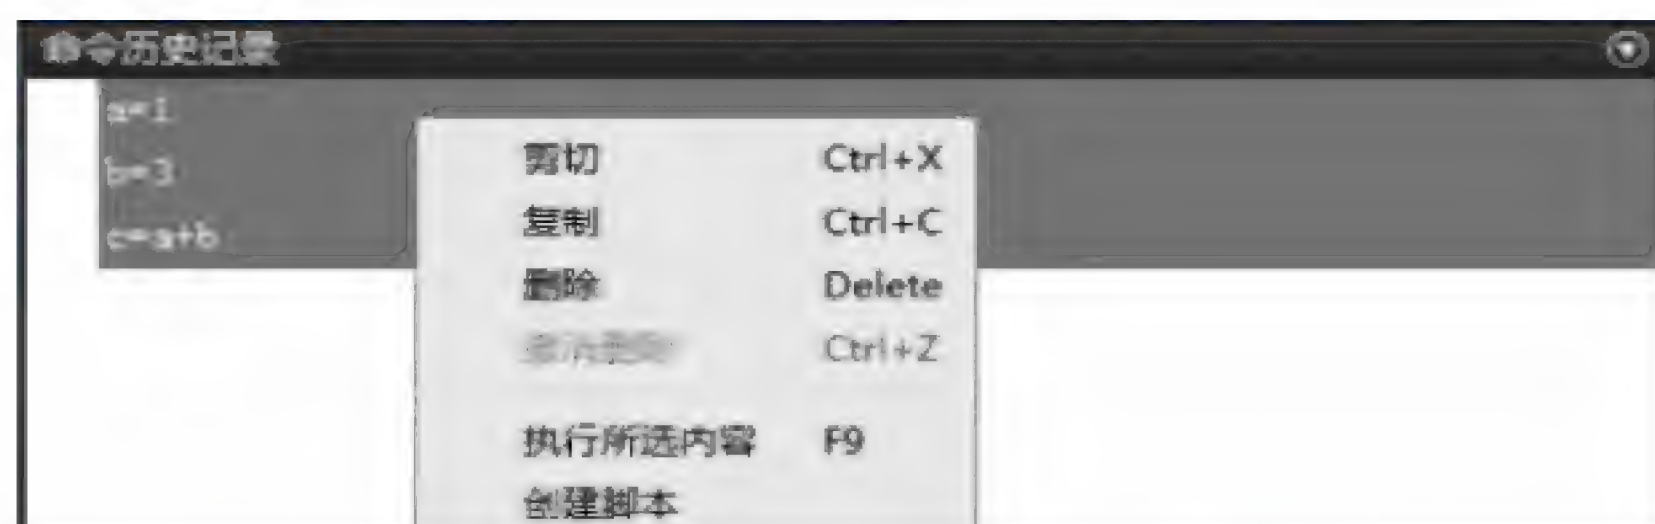 命令历史记录
a=1
b=3
c=a+b
剪切 Ctrl+X
复制 Ctrl+C
删除 Delete
Ctrl+Z
执行所选内容 F9
创建脚本